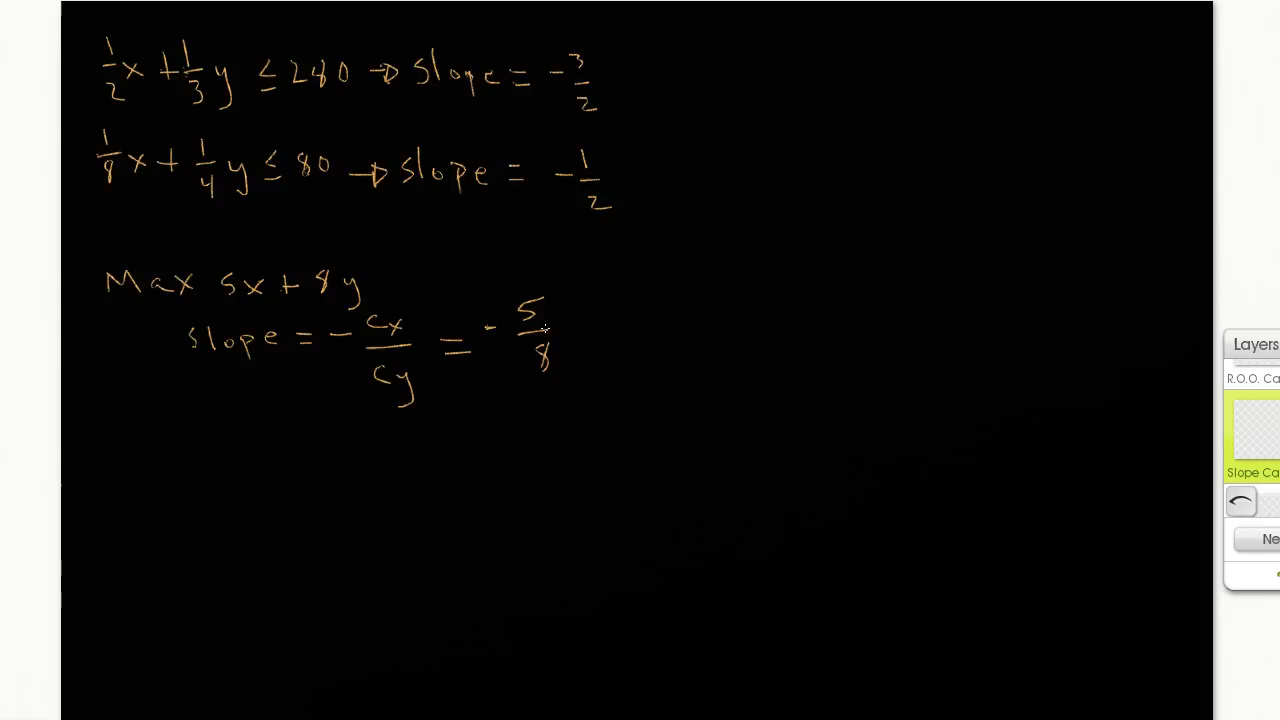 1/2 x + 1/3 y ≤ 280 → slope = - 3/2
1/8 x + 1/4 y ≤ 80 → slope = - 1/2
Max 5x + 8y
slope = - cx/cy = - 5/8
Layers
R.O.O. Ca
Slope Ca
Ne